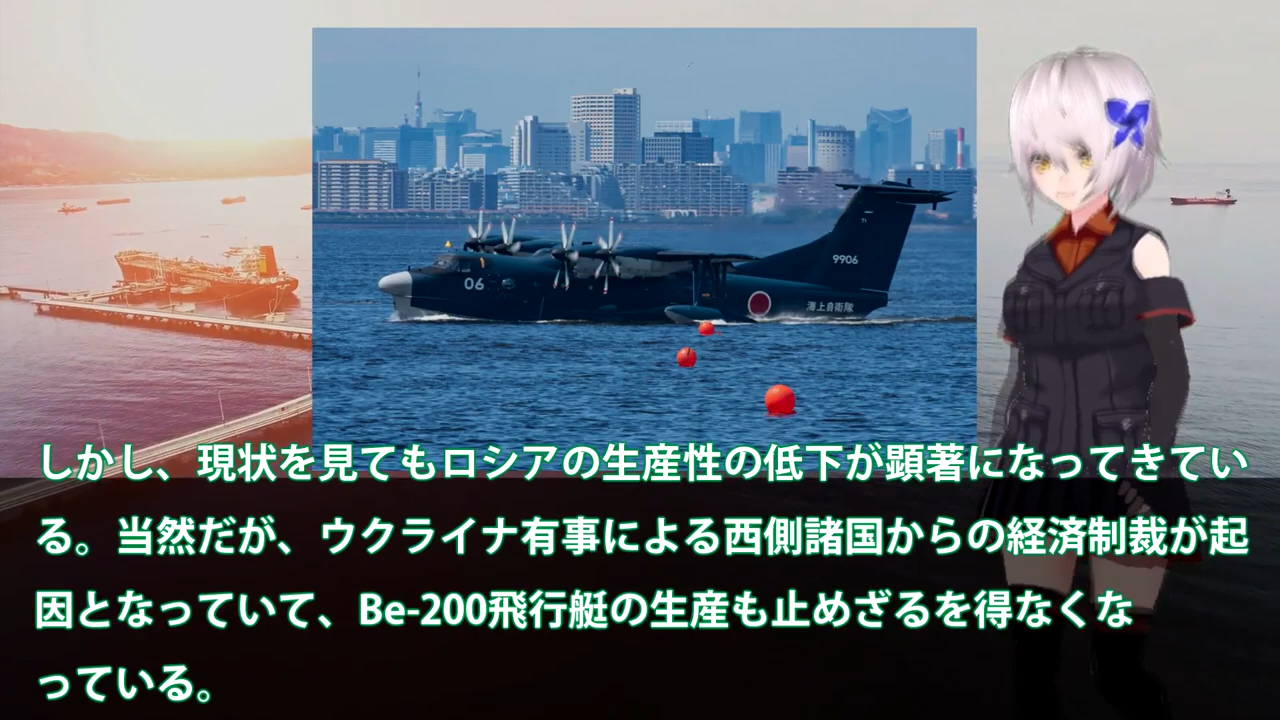 9906
06
海上自衛隊
しかし、現状を見てもロシアの生産性の低下が顕著になってきてい
る。当然だが、ウクライナ有事による西側諸国からの経済制裁が起
因となっていて、Be-200飛行艇の生産も止めざるを得なくな
っている。